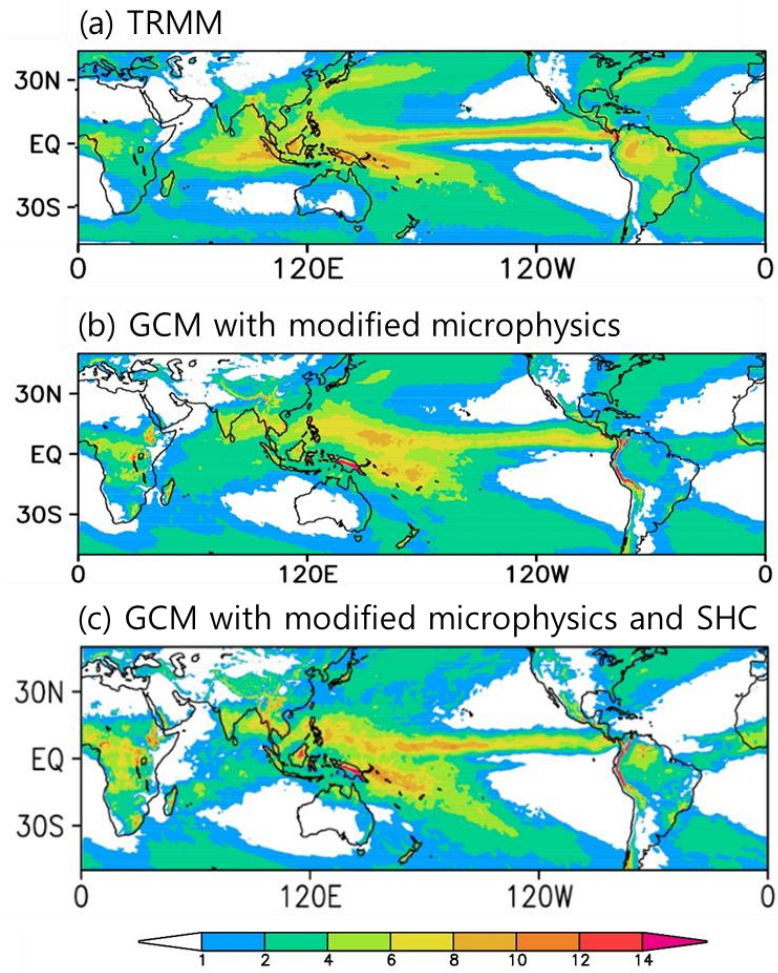 (a) TRMM
30N
EQ
30S
0 120E 120W 0
(b) GCM with modified microphysics
30N
EQ
30S
0 120E 120W 0
(c) GCM with modified microphysics and SHC
30N
EQ
30S
0 120E 120W 0
1 2 4 6 8 10 12 14